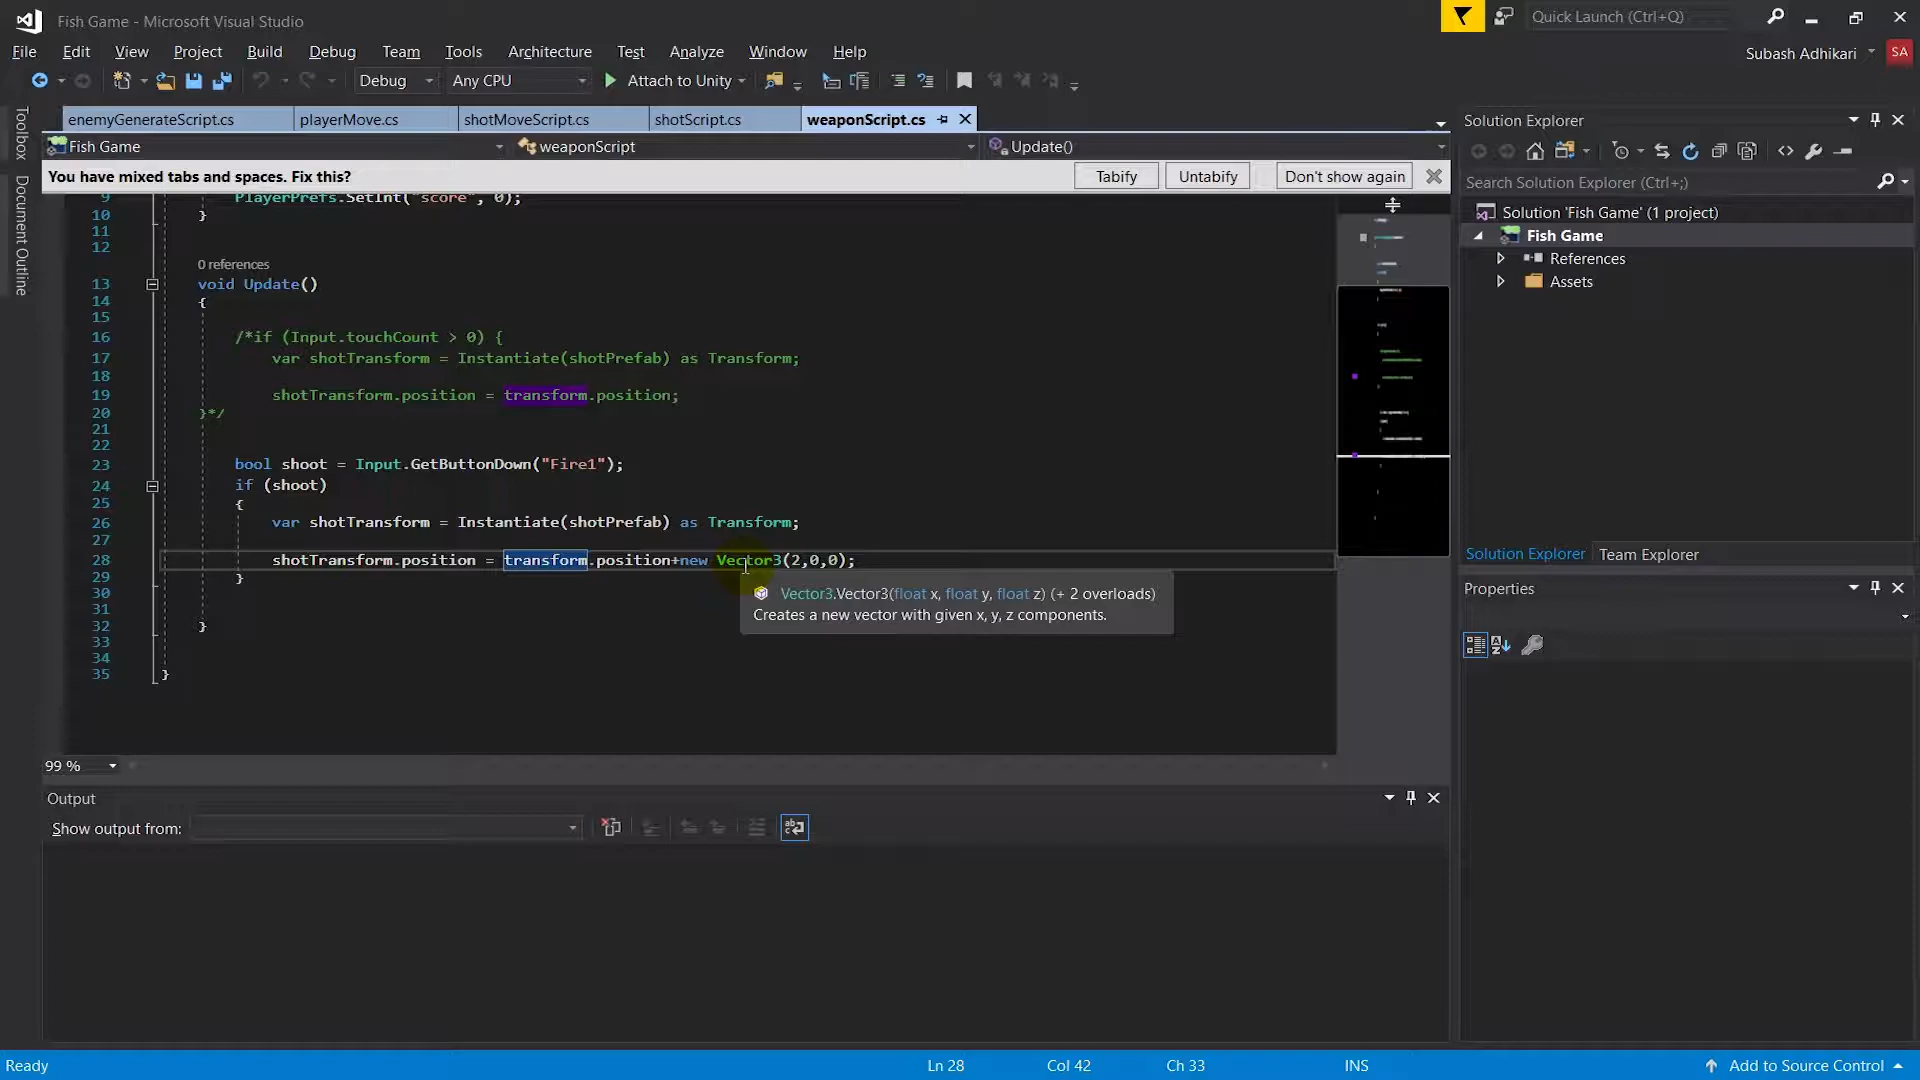 Fish Game - Microsoft Visual Studio
Quick Launch (Ctrl+Q)
File Edit View Project Build Debug Team Tools Architecture Test Analyze Window Help
Subash Adhikari SA
Debug Any CPU Attach to Unity
Toolbox
Document Outline
enemyGenerateScript.cs playerMove.cs shotMoveScript.cs shotScript.cs weaponScript.cs
Fish Game weaponScript Update()
You have mixed tabs and spaces. Fix this? Tabify Untabify Don't show again
9 PlayerPrefs.SetInt("score", 0);
10 }
11
12
0 references
13 void Update()
14 {
15
16 /*if (Input.touchCount > 0) {
17 var shotTransform = Instantiate(shotPrefab) as Transform;
18
19 shotTransform.position = transform.position;
20 }*/
21
22
23 bool shoot = Input.GetButtonDown("Fire1");
24 if (shoot)
25 {
26 var shotTransform = Instantiate(shotPrefab) as Transform;
27
28 shotTransform.position = transform.position+new Vector3(2,0,0);
29 }
30
31
32 }
33
34
35 }
Vector3.Vector3(float x, float y, float z) (+ 2 overloads)
Creates a new vector with given x, y, z components.
99 %
Output
Show output from:
Solution Explorer
Search Solution Explorer (Ctrl+;)
Solution 'Fish Game' (1 project)
Fish Game
References
Assets
Solution Explorer Team Explorer
Properties
Ready Ln 28 Col 42 Ch 33 INS Add to Source Control